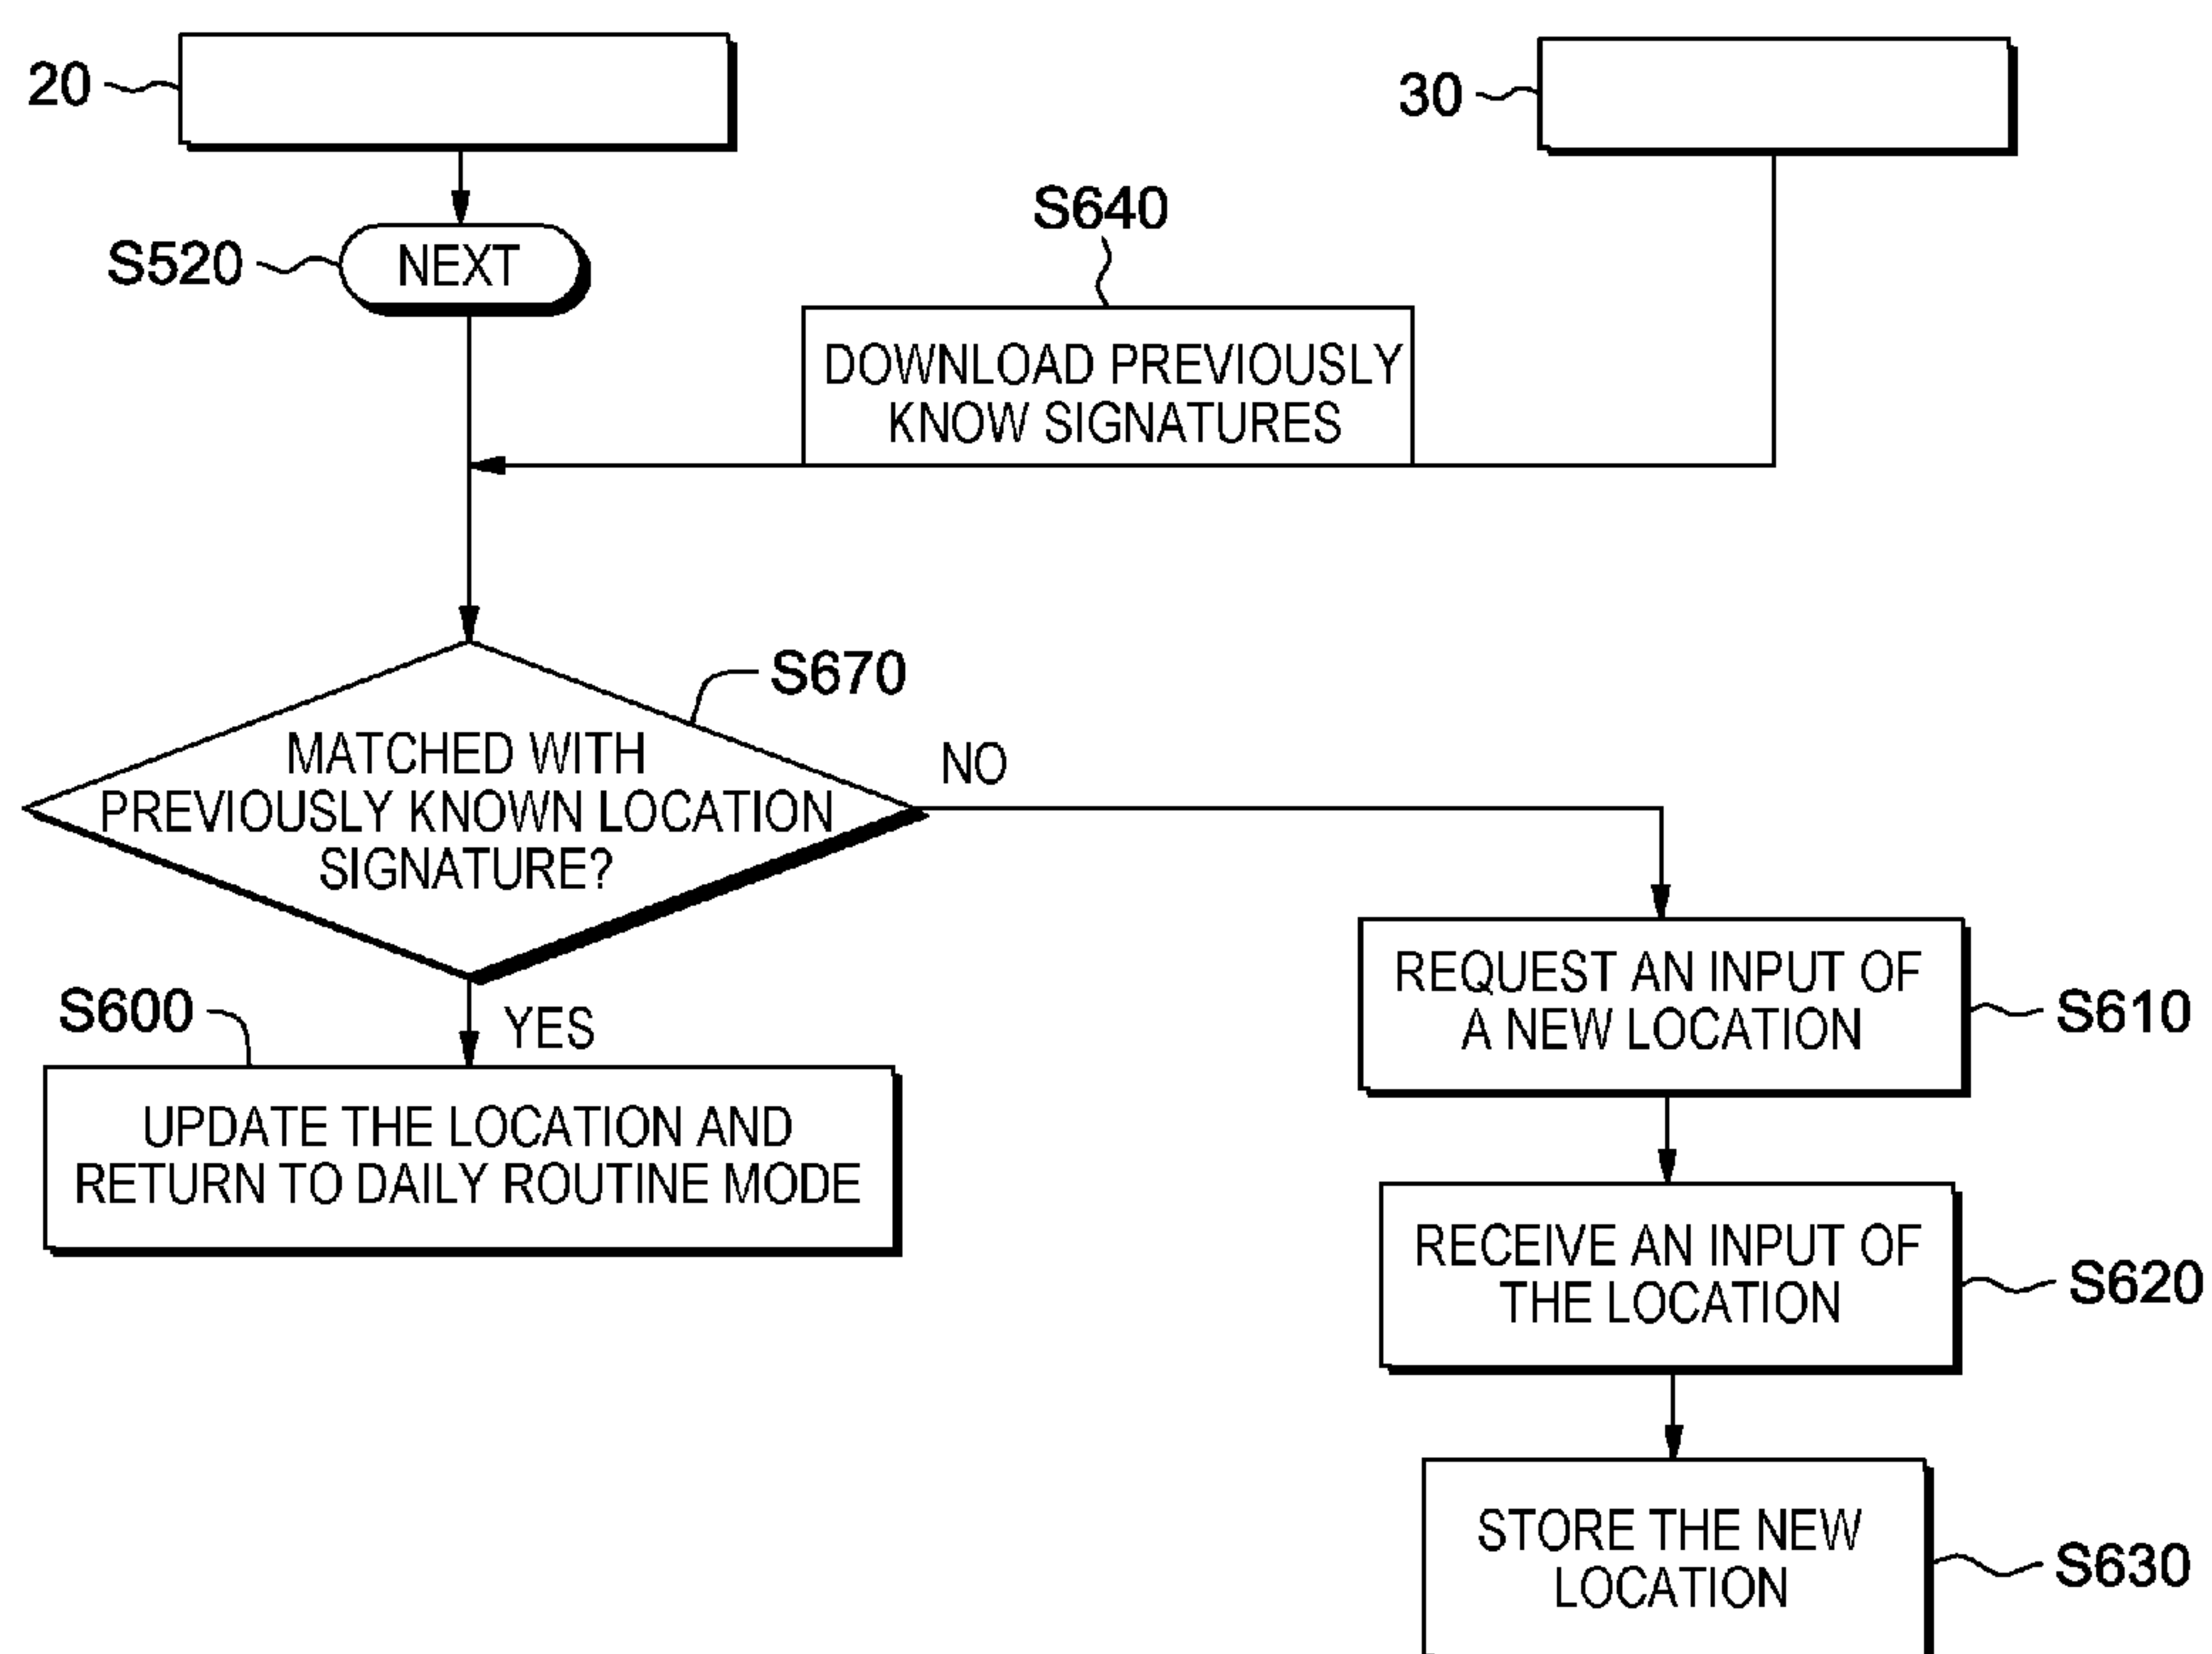 20
30
S520
NEXT
S640
DOWNLOAD PREVIOUSLY
KNOW SIGNATURES
S670
MATCHED WITH
PREVIOUSLY KNOWN LOCATION
SIGNATURE?
NO
YES
S600
UPDATE THE LOCATION AND
RETURN TO DAILY ROUTINE MODE
REQUEST AN INPUT OF
A NEW LOCATION
S610
RECEIVE AN INPUT OF
THE LOCATION
S620
STORE THE NEW
LOCATION
S630